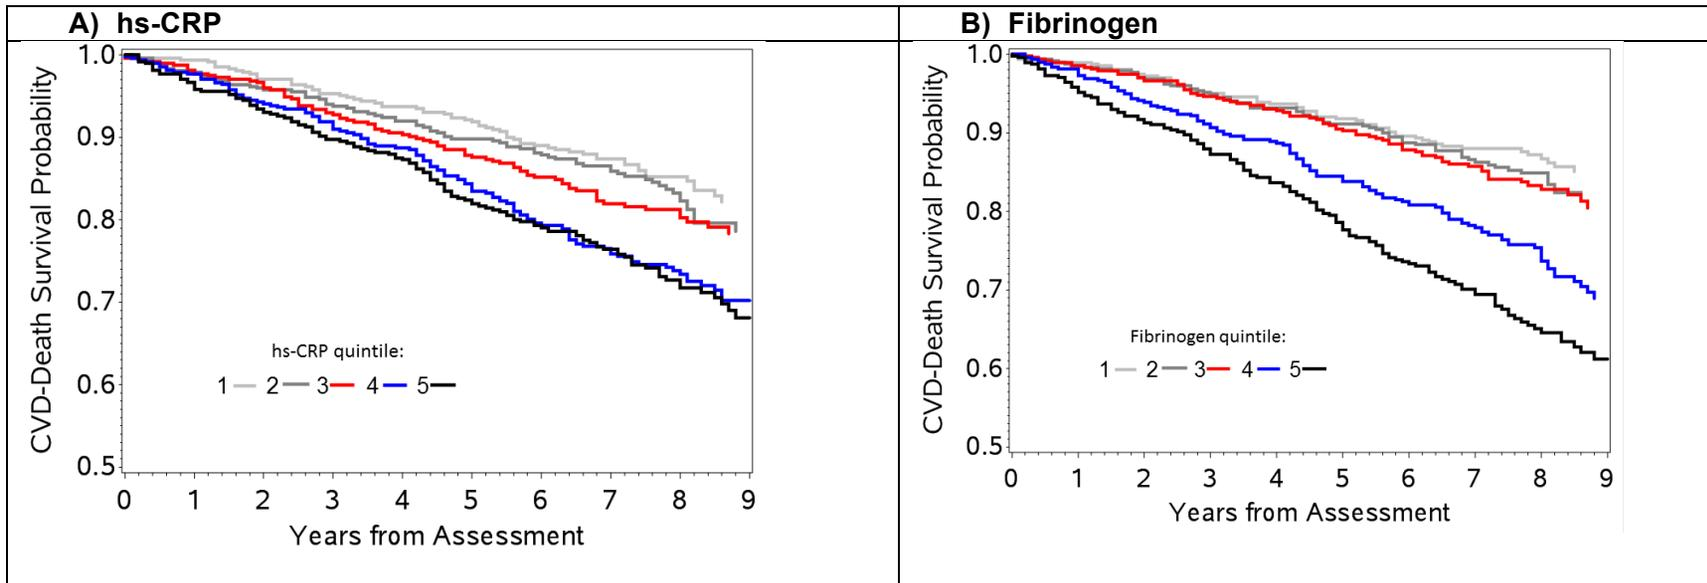 A) hs-CRP
CVD-Death Survival Probability
1.0
0.9
0.8
0.7
0.6
0.5
hs-CRP quintile:
1 2 3 4 5
0 1 2 3 4 5 6 7 8 9
Years from Assessment
B) Fibrinogen
CVD-Death Survival Probability
1.0
0.9
0.8
0.7
0.6
0.5
Fibrinogen quintile:
1 2 3 4 5
0 1 2 3 4 5 6 7 8 9
Years from Assessment